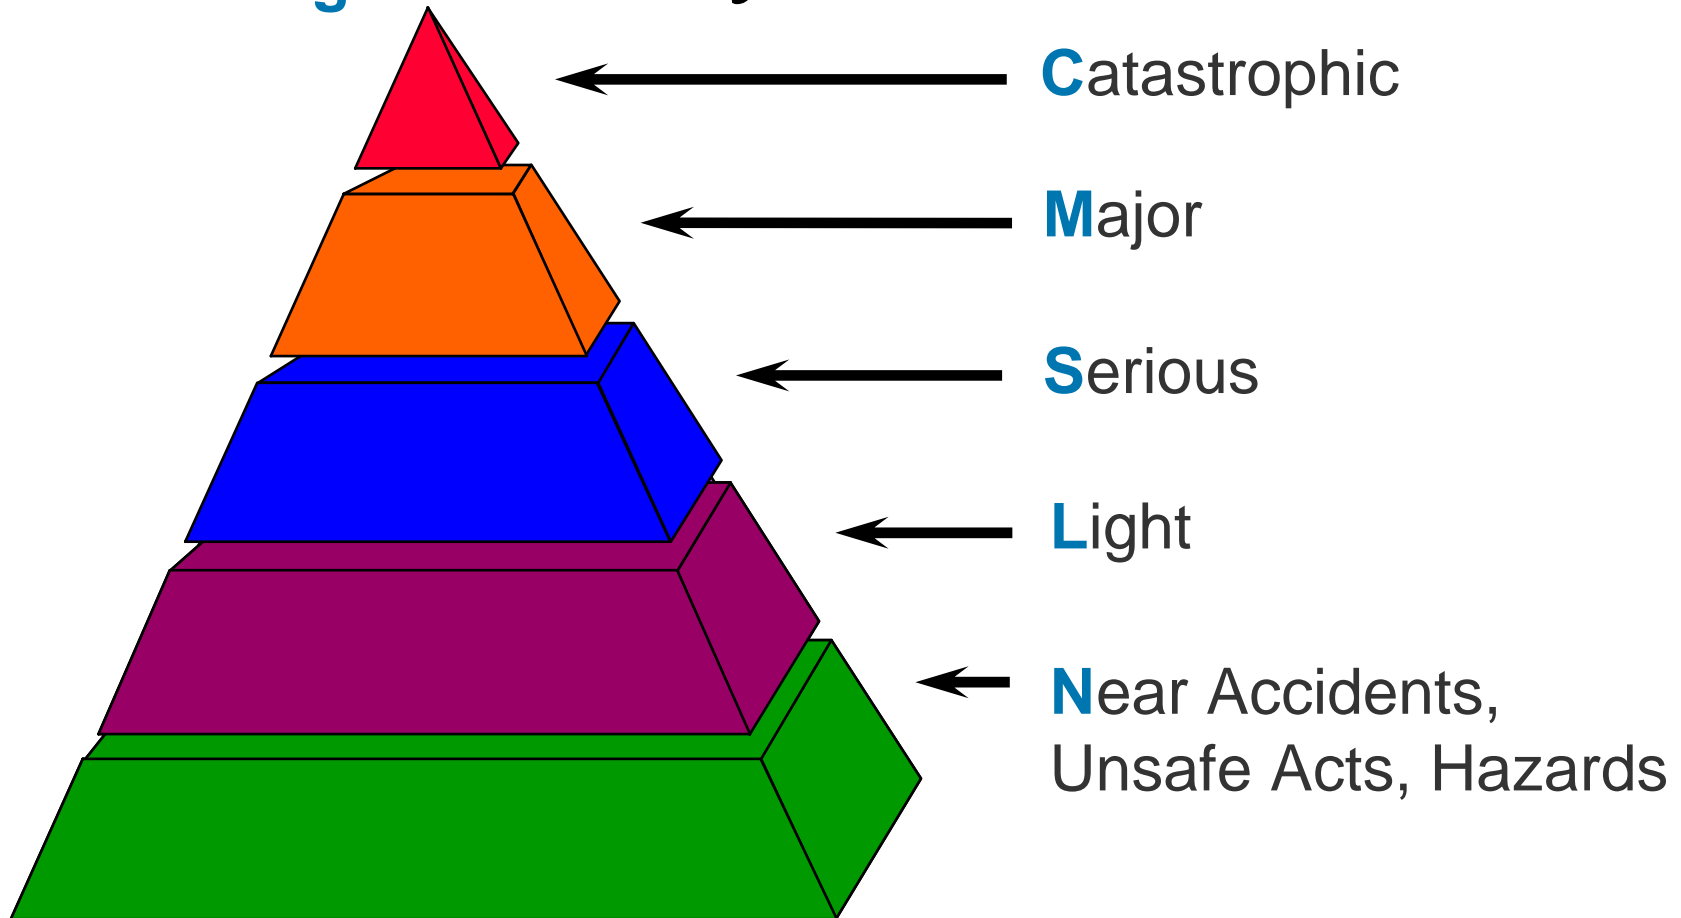 Catastrophic
Major
Serious
Light
Near Accidents,
Unsafe Acts, Hazards